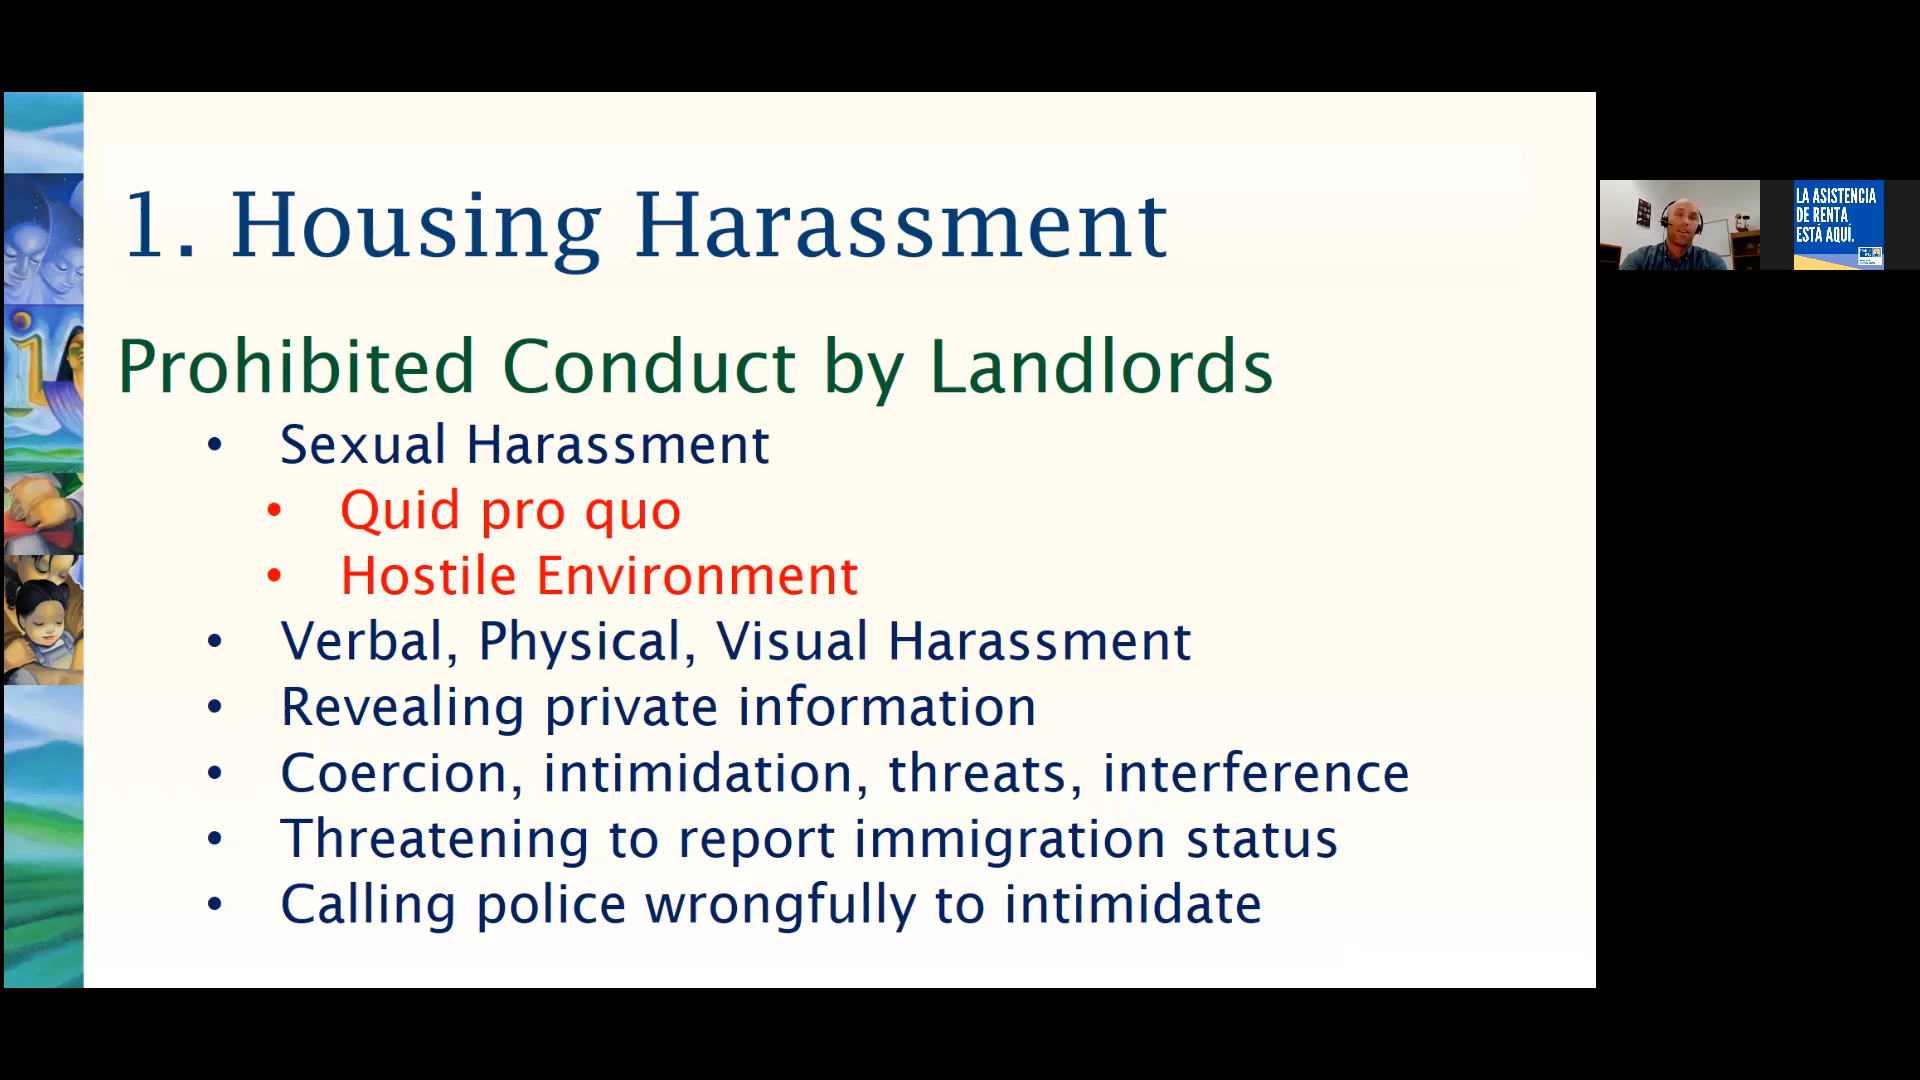 1. Housing Harassment
Prohibited Conduct by Landlords
• Sexual Harassment
• Quid pro quo
• Hostile Environment
• Verbal, Physical, Visual Harassment
• Revealing private information
• Coercion, intimidation, threats, interference
• Threatening to report immigration status
• Calling police wrongfully to intimidate
LA ASISTENCIA
DE RENTA
ESTÁ AQUÍ.